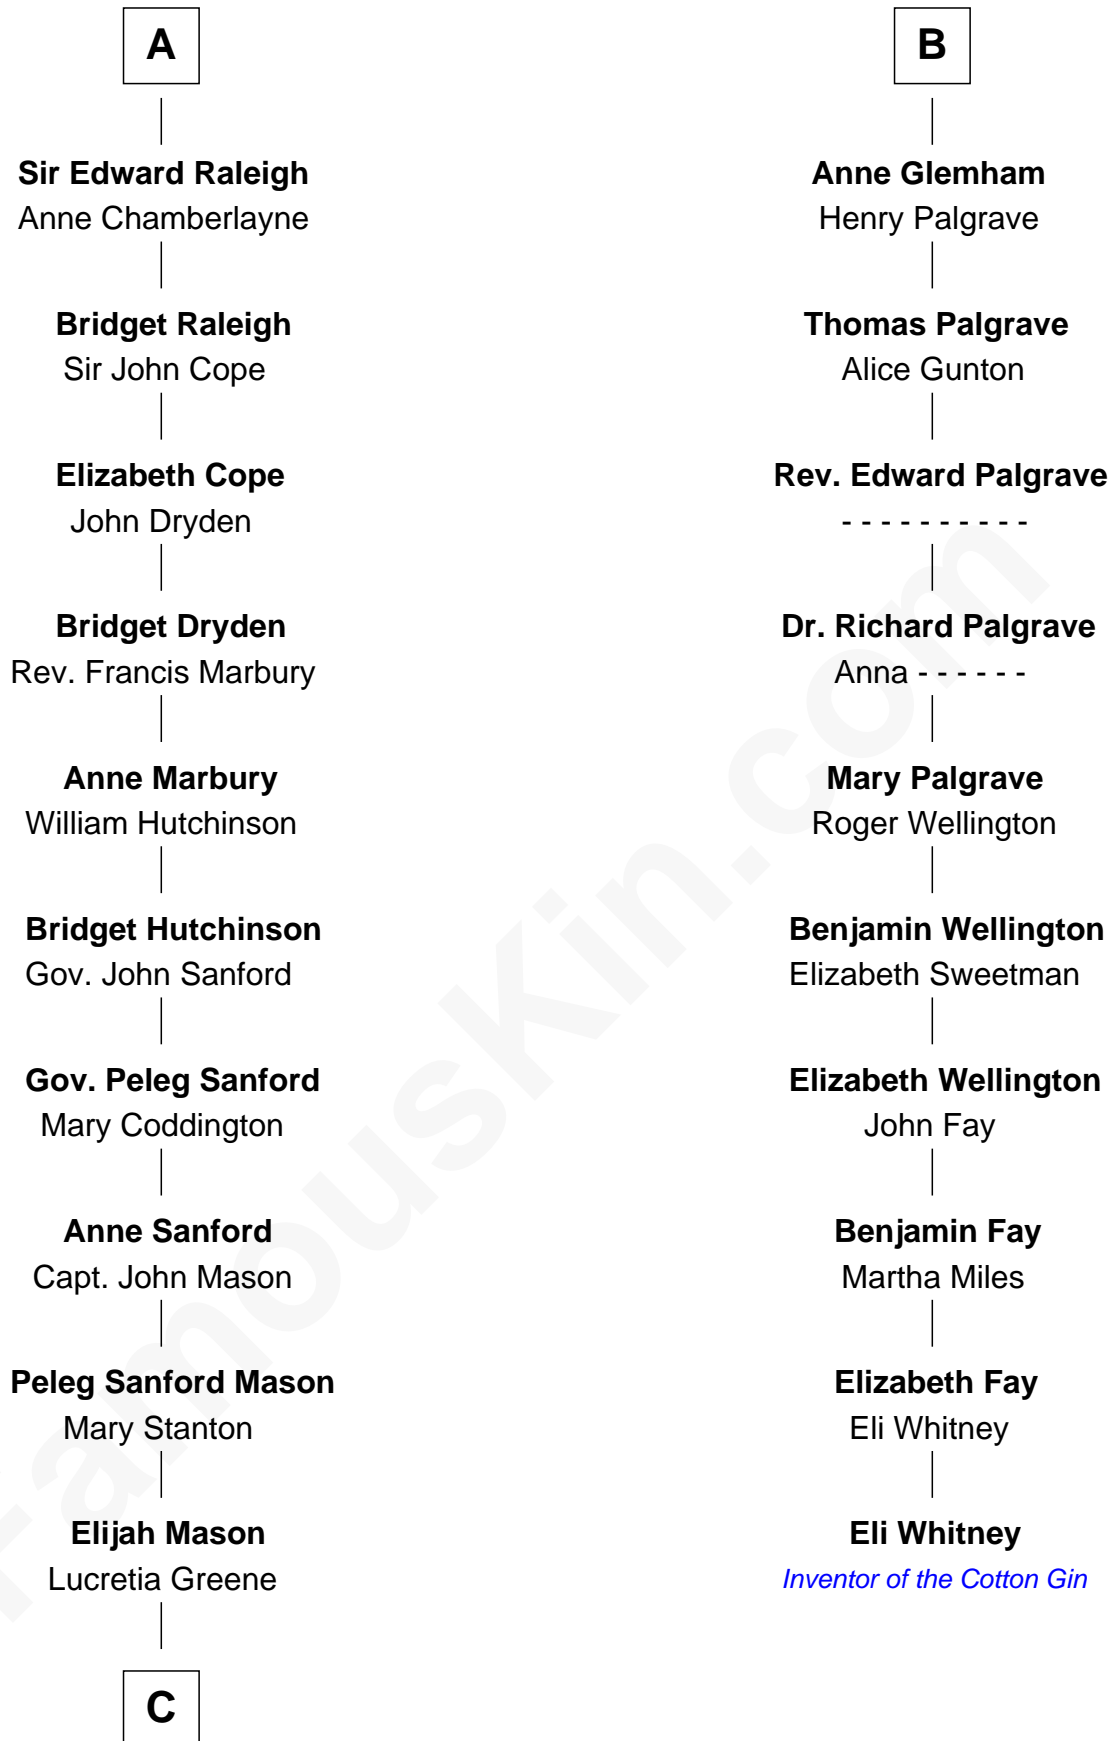 A
Sir Edward Raleigh
Anne Chamberlayne
Bridget Raleigh
Sir John Cope
Elizabeth Cope
John Dryden
Bridget Dryden
Rev. Francis Marbury
Anne Marbury
William Hutchinson
Bridget Hutchinson
Gov. John Sanford
Gov. Peleg Sanford
Mary Coddington
Anne Sanford
Capt. John Mason
Peleg Sanford Mason
Mary Stanton
Elijah Mason
Lucretia Greene
C
B
Anne Glemham
Henry Palgrave
Thomas Palgrave
Alice Gunton
Rev. Edward Palgrave
- - - - - - - - - -
Dr. Richard Palgrave
Anna - - - - - -
Mary Palgrave
Roger Wellington
Benjamin Wellington
Elizabeth Sweetman
Elizabeth Wellington
John Fay
Benjamin Fay
Martha Miles
Elizabeth Fay
Eli Whitney
Eli Whitney
Inventor of the Cotton Gin
FamousKin.com